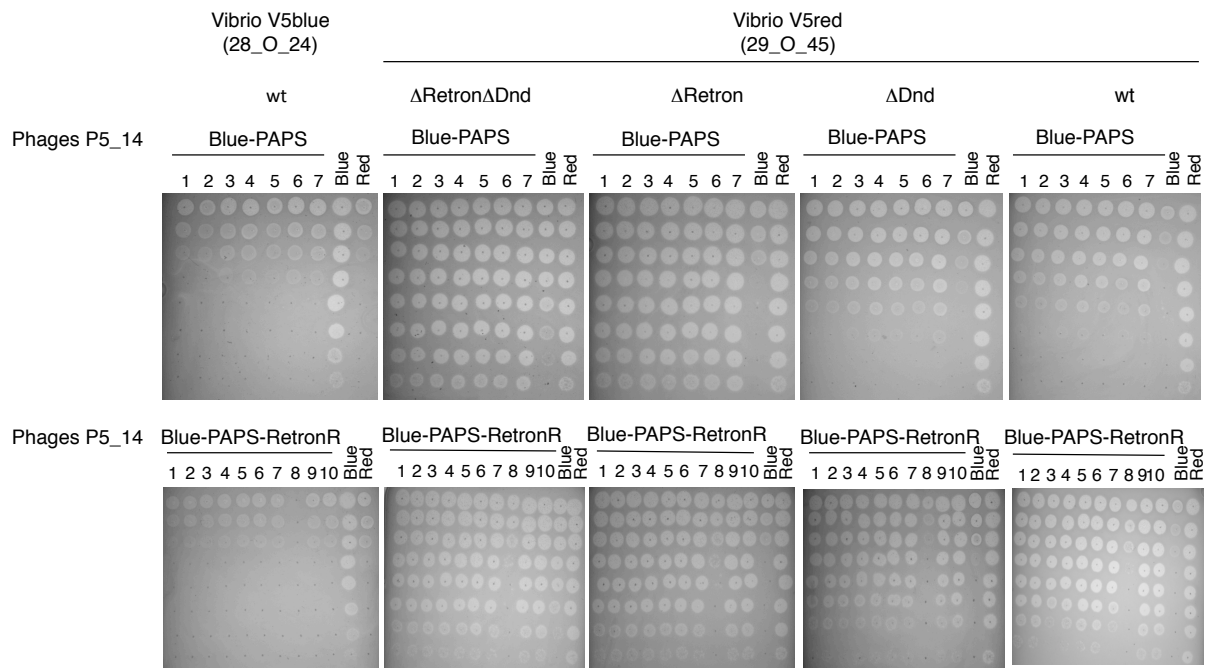 Vibrio V5blue
(28_O_24)
Vibrio V5red
(29_O_45)
wt
ΔRetronΔDnd
ΔRetron
ΔDnd
wt
Phages P5_14
Blue-PAPS
Blue-PAPS
Blue-PAPS
Blue-PAPS
Blue-PAPS
1 2 3 4 5 6 7 Blue Red
1 2 3 4 5 6 7 Blue Red
1 2 3 4 5 6 7 Blue Red
1 2 3 4 5 6 7 Blue Red
1 2 3 4 5 6 7 Blue Red
Phages P5_14
Blue-PAPS-RetronR
Blue-PAPS-RetronR
Blue-PAPS-RetronR
Blue-PAPS-RetronR
Blue-PAPS-RetronR
1 2 3 4 5 6 7 8 9 10 Blue Red
1 2 3 4 5 6 7 8 9 10 Blue Red
1 2 3 4 5 6 7 8 9 10 Blue Red
1 2 3 4 5 6 7 8 9 10 Blue Red
1 2 3 4 5 6 7 8 9 10 Blue Red